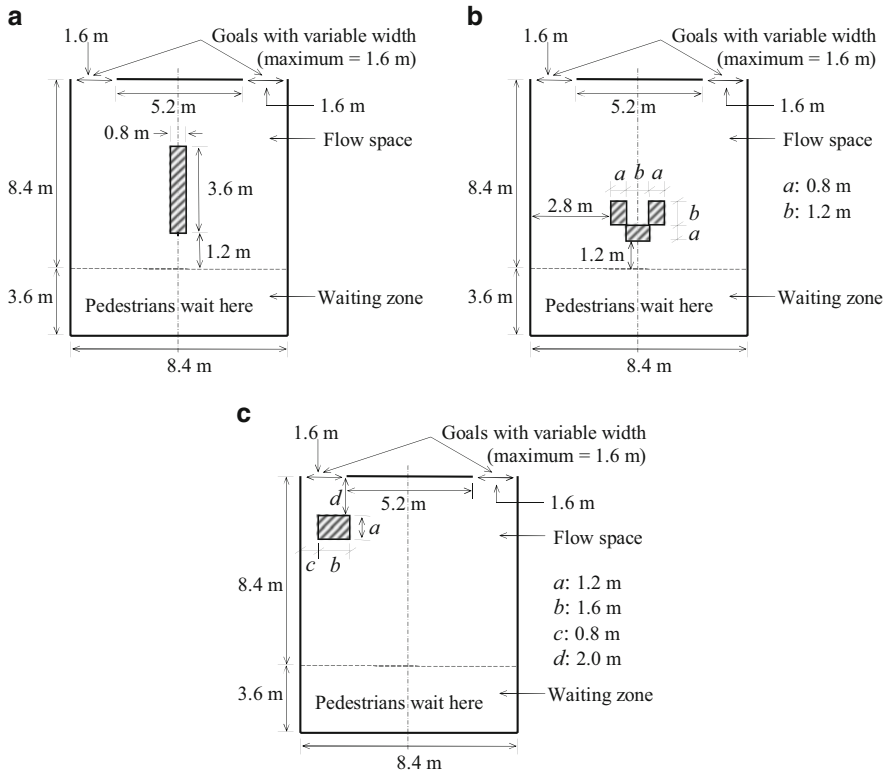 a
1.6 m
Goals with variable width
(maximum = 1.6 m)
5.2 m
1.6 m
0.8 m
Flow space
8.4 m
3.6 m
1.2 m
3.6 m
Pedestrians wait here
Waiting zone
8.4 m
b
1.6 m
Goals with variable width
(maximum = 1.6 m)
5.2 m
1.6 m
Flow space
8.4 m
a b a
a: 0.8 m
2.8 m
b
b: 1.2 m
a
1.2 m
3.6 m
Pedestrians wait here
Waiting zone
8.4 m
c
1.6 m
Goals with variable width
(maximum = 1.6 m)
d
5.2 m
1.6 m
a
Flow space
c b
8.4 m
a: 1.2 m
b: 1.6 m
c: 0.8 m
d: 2.0 m
3.6 m
Pedestrians wait here
Waiting zone
8.4 m